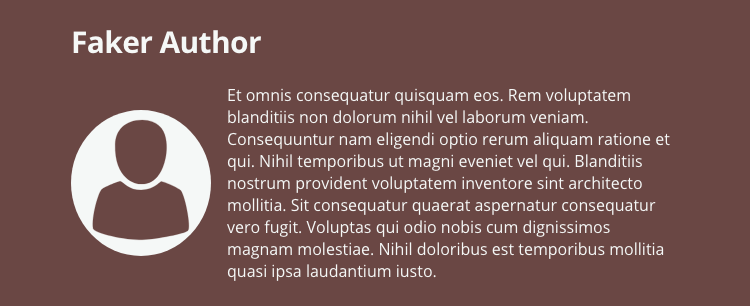 Faker Author
Et omnis consequatur quisquam eos. Rem voluptatem
blanditiis non dolorum nihil vel laborum veniam.
Consequuntur nam eligendi optio rerum aliquam ratione et
qui. Nihil temporibus ut magni eveniet vel qui. Blanditiis
nostrum provident voluptatem inventore sint architecto
mollitia. Sit consequatur quaerat aspernatur consequatur
vero fugit. Voluptas qui odio nobis cum dignissimos
magnam molestiae. Nihil doloribus est temporibus mollitia
quasi ipsa laudantium iusto.